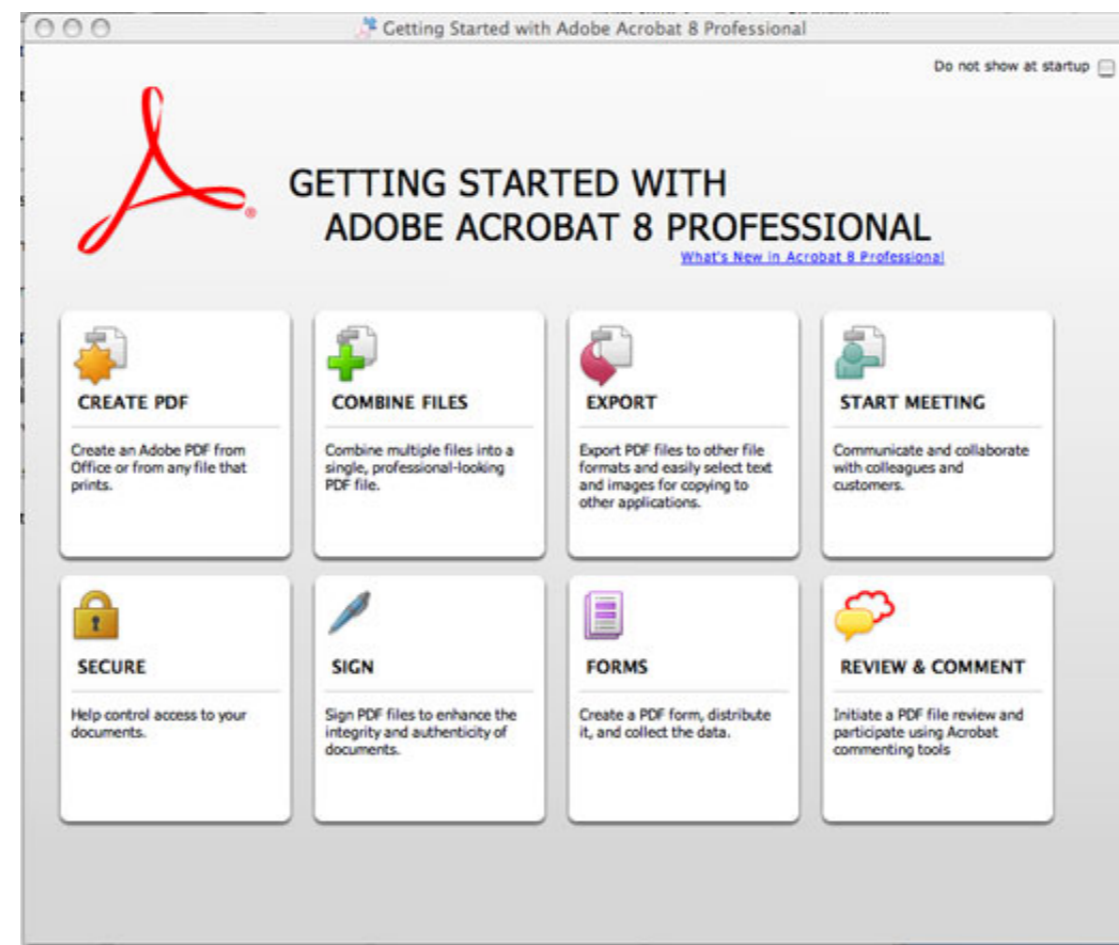 Getting Started with Adobe Acrobat 8 Professional
Do not show at startup
GETTING STARTED WITH
ADOBE ACROBAT 8 PROFESSIONAL
What's New in Acrobat 8 Professional
CREATE PDF
Create an Adobe PDF from
Office or from any file that
prints.
COMBINE FILES
Combine multiple files into a
single, professional-looking
PDF file.
EXPORT
Export PDF files to other file
formats and easily select text
and images for copying to
other applications.
START MEETING
Communicate and collaborate
with colleagues and
customers.
SECURE
Help control access to your
documents.
SIGN
Sign PDF files to enhance the
integrity and authenticity of
documents.
FORMS
Create a PDF form, distribute
it, and collect the data.
REVIEW & COMMENT
Initiate a PDF file review and
participate using Acrobat
commenting tools